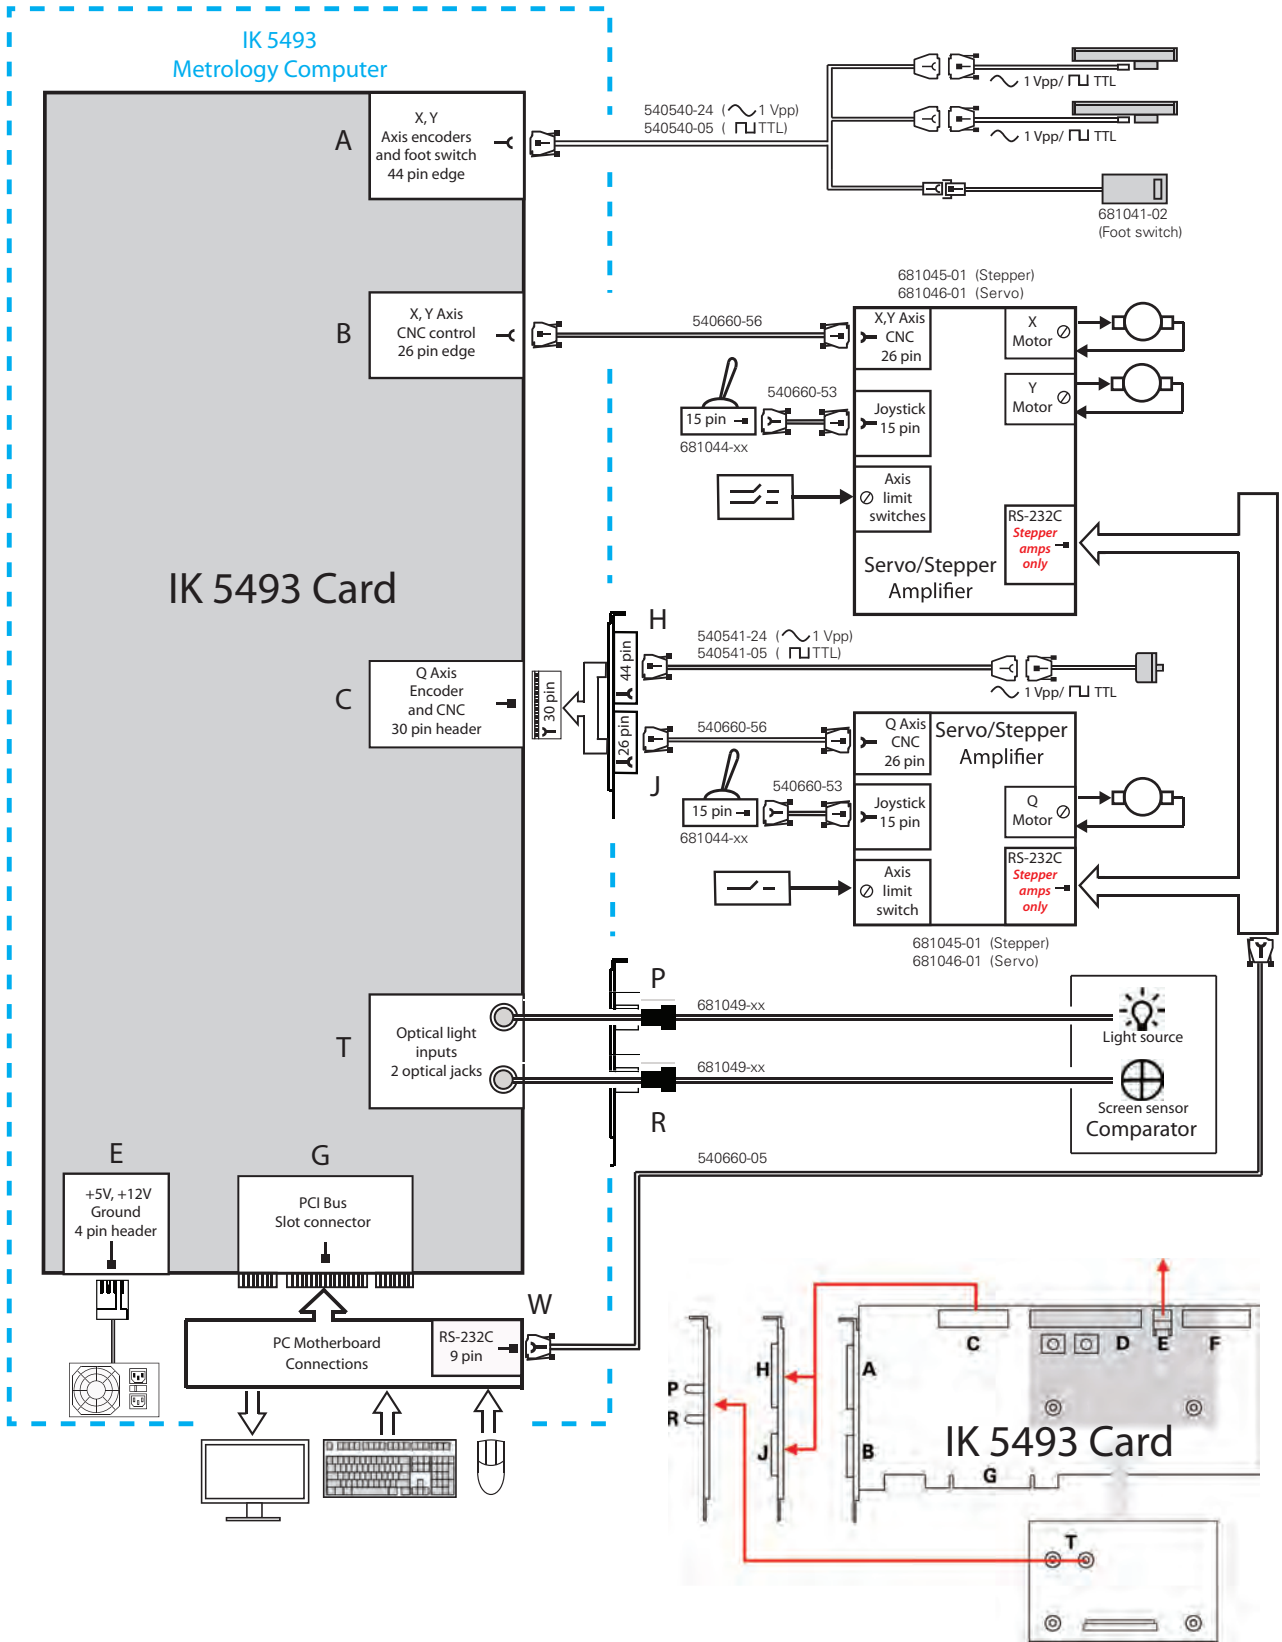 IK 5493
Metrology Computer
A
X, Y
Axis encoders
and foot switch
44 pin edge
540540-24 ( 1 Vpp)
540540-05 ( TTL)
1 Vpp/ TTL
1 Vpp/ TTL
681041-02
(Foot switch)
B
X, Y Axis
CNC control
26 pin edge
540660-56
681045-01 (Stepper)
681046-01 (Servo)
X,Y Axis
CNC
26 pin
X
Motor
Y
Motor
540660-53
15 pin
681044-xx
Joystick
15 pin
Axis
limit
switches
RS-232C
Stepper
amps
only
Servo/Stepper
Amplifier
IK 5493 Card
C
Q Axis
Encoder
and CNC
30 pin header
30 pin
44 pin
26 pin
H
540541-24 ( 1 Vpp)
540541-05 ( TTL)
1 Vpp/ TTL
J
540660-56
Q Axis
CNC
26 pin
Servo/Stepper
Amplifier
540660-53
15 pin
681044-xx
Joystick
15 pin
Q
Motor
Axis
limit
switch
RS-232C
Stepper
amps
only
681045-01 (Stepper)
681046-01 (Servo)
T
Optical light
inputs
2 optical jacks
P
681049-xx
Light source
R
681049-xx
Screen sensor
Comparator
540660-05
E
+5V, +12V
Ground
4 pin header
G
PCI Bus
Slot connector
W
PC Motherboard
Connections
RS-232C
9 pin
P
R
H
J
A
B
C
D
E
F
G
IK 5493 Card
T